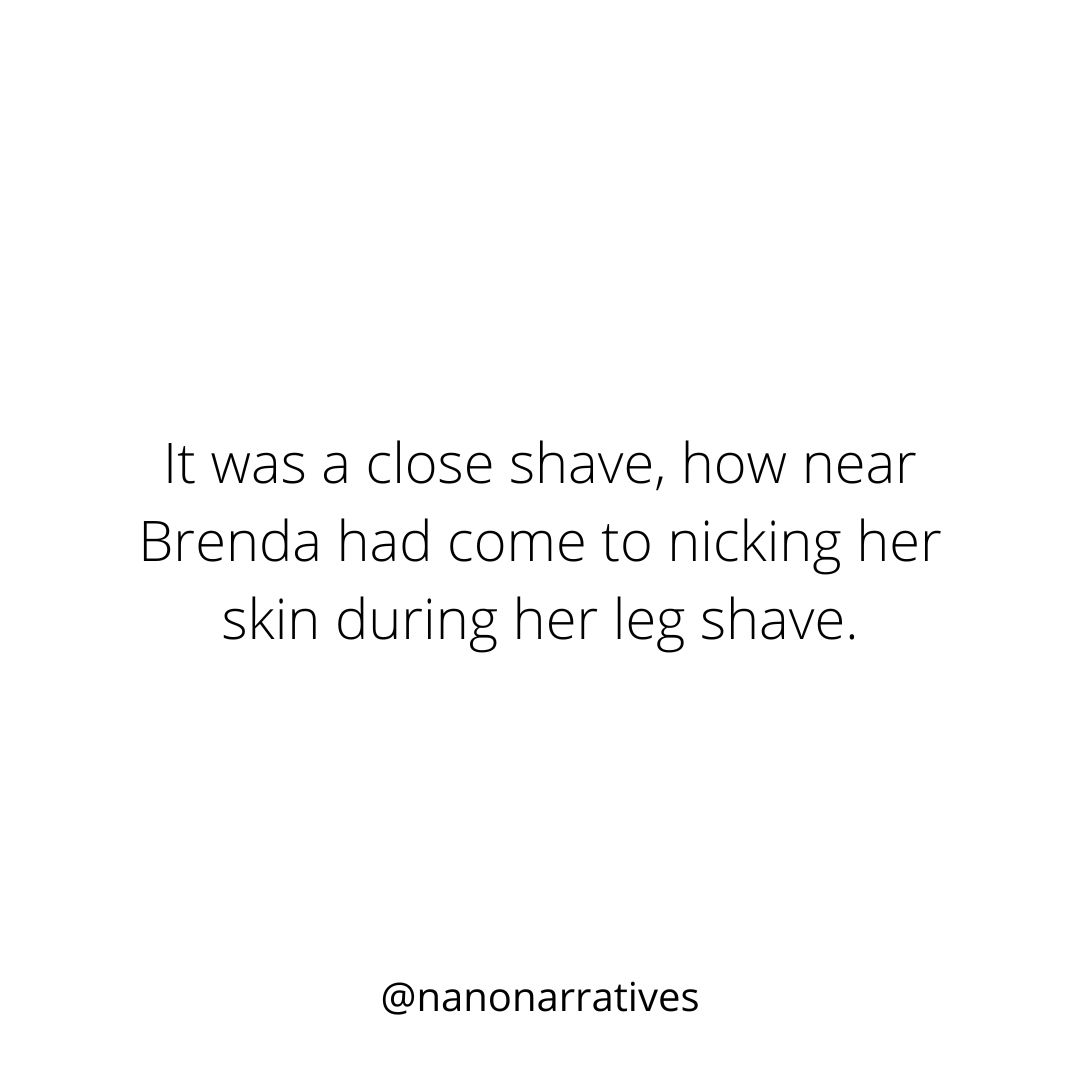 It was a close shave, how near
Brenda had come to nicking her
skin during her leg shave.
@nanonarratives